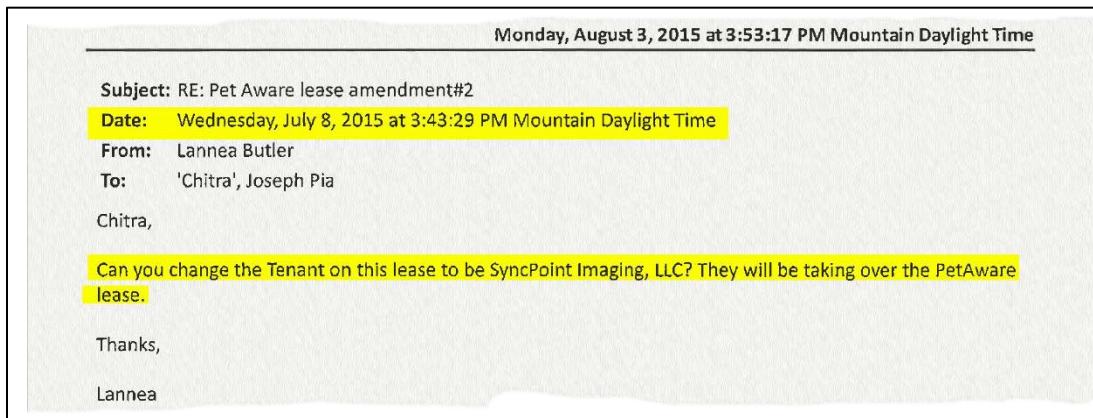 Monday, August 3, 2015 at 3:53:17 PM Mountain Daylight Time
Subject: RE: Pet Aware lease amendment#2
Date: Wednesday, July 8, 2015 at 3:43:29 PM Mountain Daylight Time
From: Lannea Butler
To: 'Chitra', Joseph Pia
Chitra,
Can you change the Tenant on this lease to be SyncPoint Imaging, LLC? They will be taking over the PetAware
lease.
Thanks,
Lannea